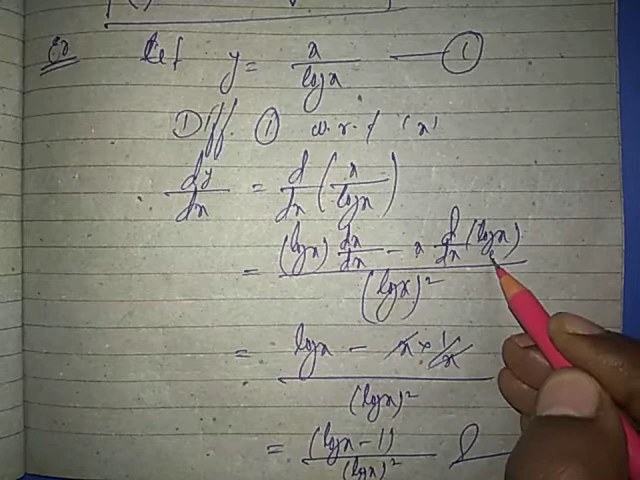 Ex. Let y = x / logx — (1)
Diff. (1) w.r.t 'x'
dy/dx = d/dx (x / logx)
= ((logx) dx/dx - x d/dx (logx)) / (logx)²
= (logx - x × 1/x) / (logx)²
= (logx - 1) / (logx)²